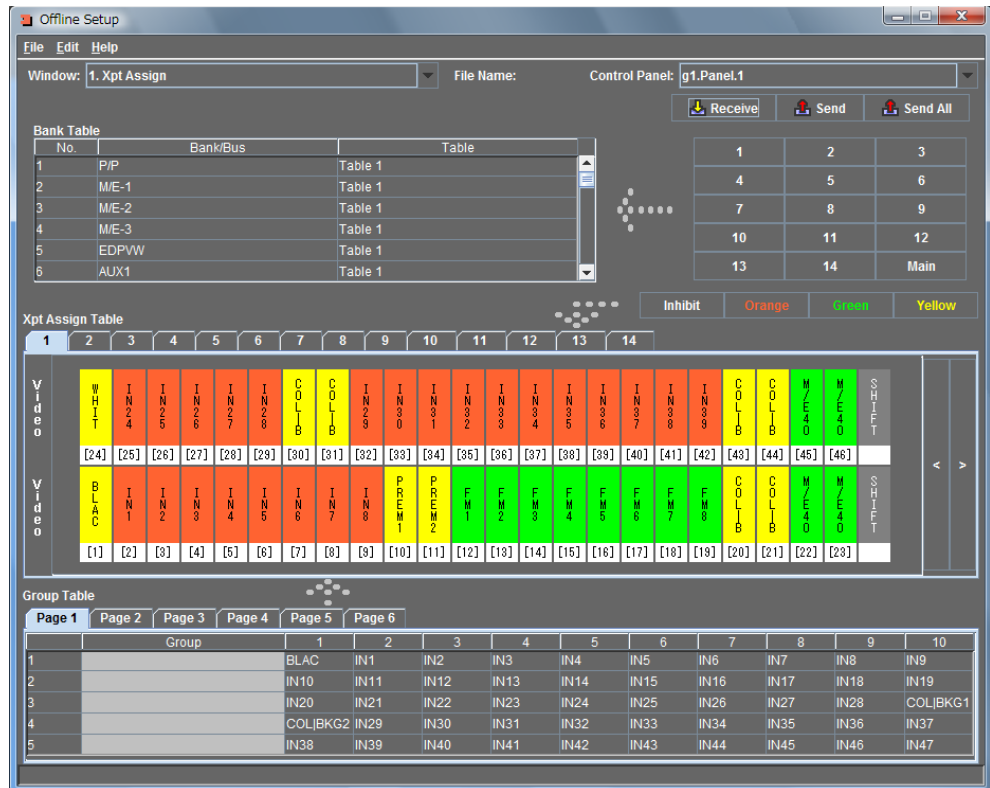 Offline Setup
File Edit Help
Window: 1. Xpt Assign File Name: Control Panel: g1.Panel.1
Receive Send Send All
Bank Table
No. Bank/Bus Table
1 P/P Table 1
2 M/E-1 Table 1
3 M/E-2 Table 1
4 M/E-3 Table 1
5 EDPVW Table 1
6 AUX1 Table 1
1 2 3
4 5 6
7 8 9
10 11 12
13 14 Main
Inhibit Orange Green Yellow
Xpt Assign Table
1 2 3 4 5 6 7 8 9 10 11 12 13 14
Video WHIT IN24 IN25 IN26 IN27 IN28 COL|B COL|B IN29 IN30 IN31 IN32 IN33 IN34 IN35 IN36 IN37 IN38 IN39 COL|B COL|B M/E40 M/E40 SHIFT
[24] [25] [26] [27] [28] [29] [30] [31] [32] [33] [34] [35] [36] [37] [38] [39] [40] [41] [42] [43] [44] [45] [46]
< >
Video BLAC IN1 IN2 IN3 IN4 IN5 IN6 IN7 IN8 PREM1 PREM2 FM1 FM2 FM3 FM4 FM5 FM6 FM7 FM8 COL|B COL|B M/E40 M/E40 SHIFT
[1] [2] [3] [4] [5] [6] [7] [8] [9] [10] [11] [12] [13] [14] [15] [16] [17] [18] [19] [20] [21] [22] [23]
Group Table
Page 1 Page 2 Page 3 Page 4 Page 5 Page 6
Group 1 2 3 4 5 6 7 8 9 10
1 BLAC IN1 IN2 IN3 IN4 IN5 IN6 IN7 IN8 IN9
2 IN10 IN11 IN12 IN13 IN14 IN15 IN16 IN17 IN18 IN19
3 IN20 IN21 IN22 IN23 IN24 IN25 IN26 IN27 IN28 COL|BKG1
4 COL|BKG2 IN29 IN30 IN31 IN32 IN33 IN34 IN35 IN36 IN37
5 IN38 IN39 IN40 IN41 IN42 IN43 IN44 IN45 IN46 IN47